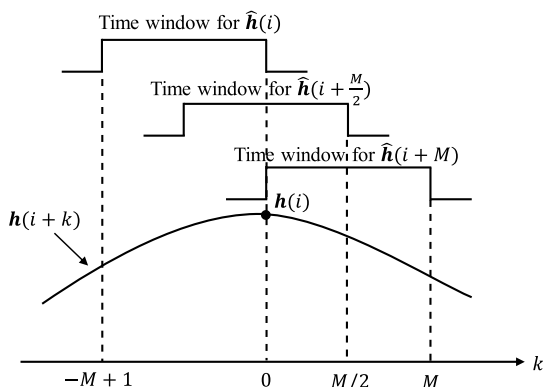 Time window for ĥ(i)
Time window for ĥ(i + M/2)
Time window for ĥ(i + M)
h(i)
h(i + k)
−M + 1
0
M/2
M
k